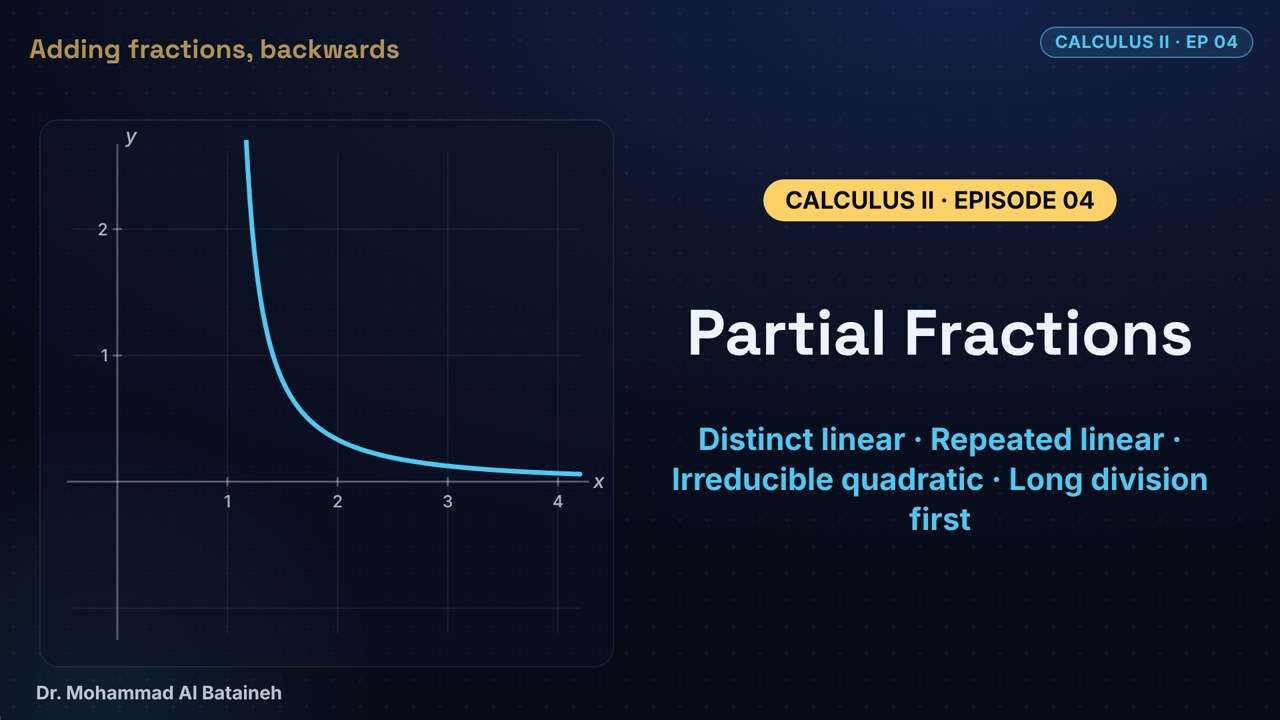 Adding fractions, backwards
CALCULUS II · EP 04
y
2
1
1
2
3
4
x
CALCULUS II · EPISODE 04
Partial Fractions
Distinct linear · Repeated linear ·
Irreducible quadratic · Long division
first
Dr. Mohammad Al Bataineh